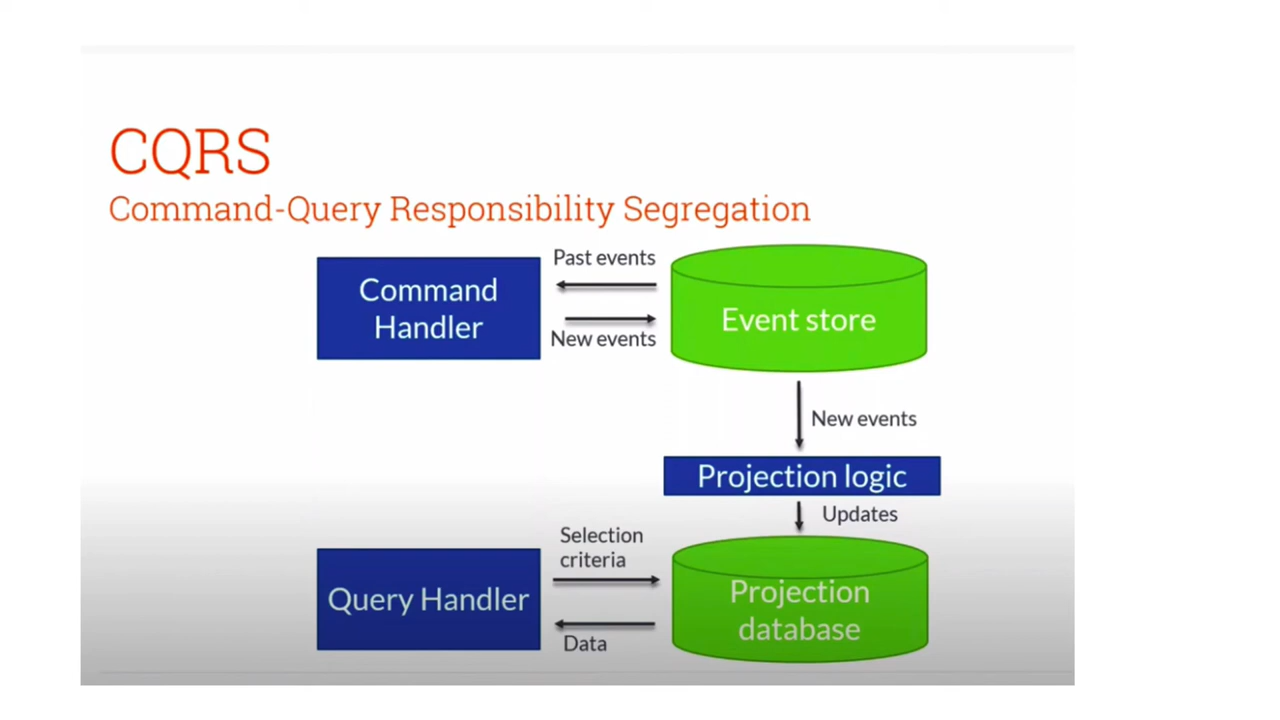 CQRS
Command-Query Responsibility Segregation
Past events
Command
Handler
Event store
New events
New events
Projection logic
Updates
Selection
criteria
Query Handler
Projection
database
Data